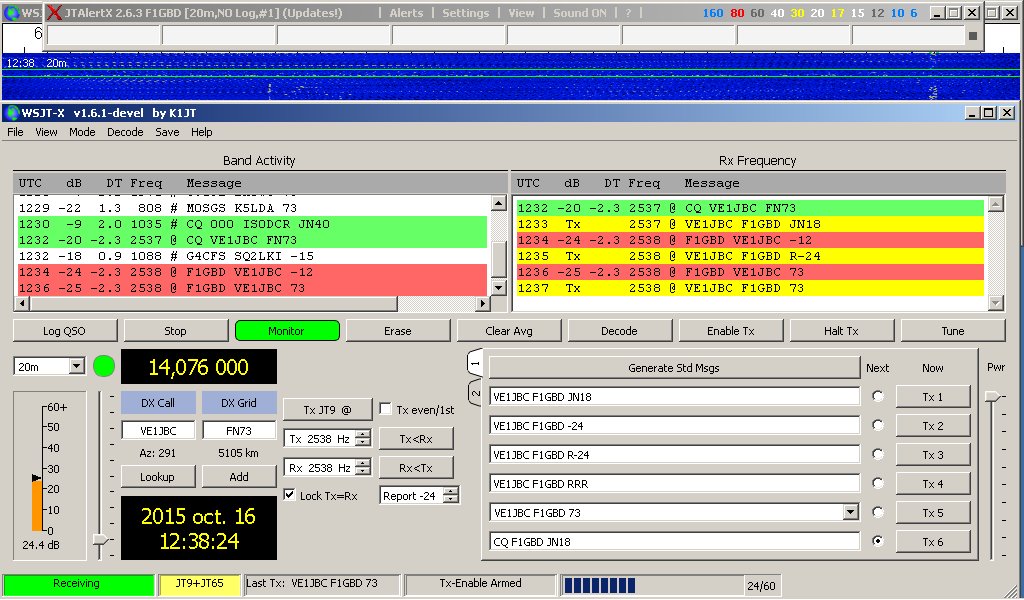 WS JTAlertX 2.6.3 F1GBD [20m,No Log,#1] (Updates!) | Alerts | Settings | View | Sound ON | ? | 160 80 60 40 30 20 17 15 12 10 6
6
12:38 20m
WSJT-X v1.6.1-devel by K1JT
File View Mode Decode Save Help
Band Activity
UTC dB DT Freq Message
1229 -22 1.3 808 # M0SGS K5LDA 73
1230 -9 2.0 1035 # CQ 000 IS0DCR JN40
1232 -20 -2.3 2537 @ CQ VE1JBC FN73
1232 -18 0.9 1088 # G4CFS SQ2LKI -15
1234 -24 -2.3 2538 @ F1GBD VE1JBC -12
1236 -25 -2.3 2538 @ F1GBD VE1JBC 73
Rx Frequency
UTC dB DT Freq Message
1232 -20 -2.3 2537 @ CQ VE1JBC FN73
1233 Tx 2537 @ VE1JBC F1GBD JN18
1234 -24 -2.3 2538 @ F1GBD VE1JBC -12
1235 Tx 2538 @ VE1JBC F1GBD R-24
1236 -25 -2.3 2538 @ F1GBD VE1JBC 73
1237 Tx 2538 @ VE1JBC F1GBD 73
Log QSO Stop Monitor Erase Clear Avg Decode Enable Tx Halt Tx Tune
20m
14,076 000
DX Call DX Grid
VE1JBC FN73
Az: 291 5105 km
Lookup Add
2015 oct. 16
12:38:24
60+
50
40
30
20
10
0
24.4 dB
Tx JT9 @ Tx even/1st
Tx 2538 Hz Tx<Rx
Rx 2538 Hz Rx<Tx
Lock Tx=Rx Report -24
1
2
Generate Std Msgs Next Now Pwr
VE1JBC F1GBD JN18 Tx 1
VE1JBC F1GBD -24 Tx 2
VE1JBC F1GBD R-24 Tx 3
VE1JBC F1GBD RRR Tx 4
VE1JBC F1GBD 73 Tx 5
CQ F1GBD JN18 Tx 6
Receiving JT9+JT65 Last Tx: VE1JBC F1GBD 73 Tx-Enable Armed 24/60